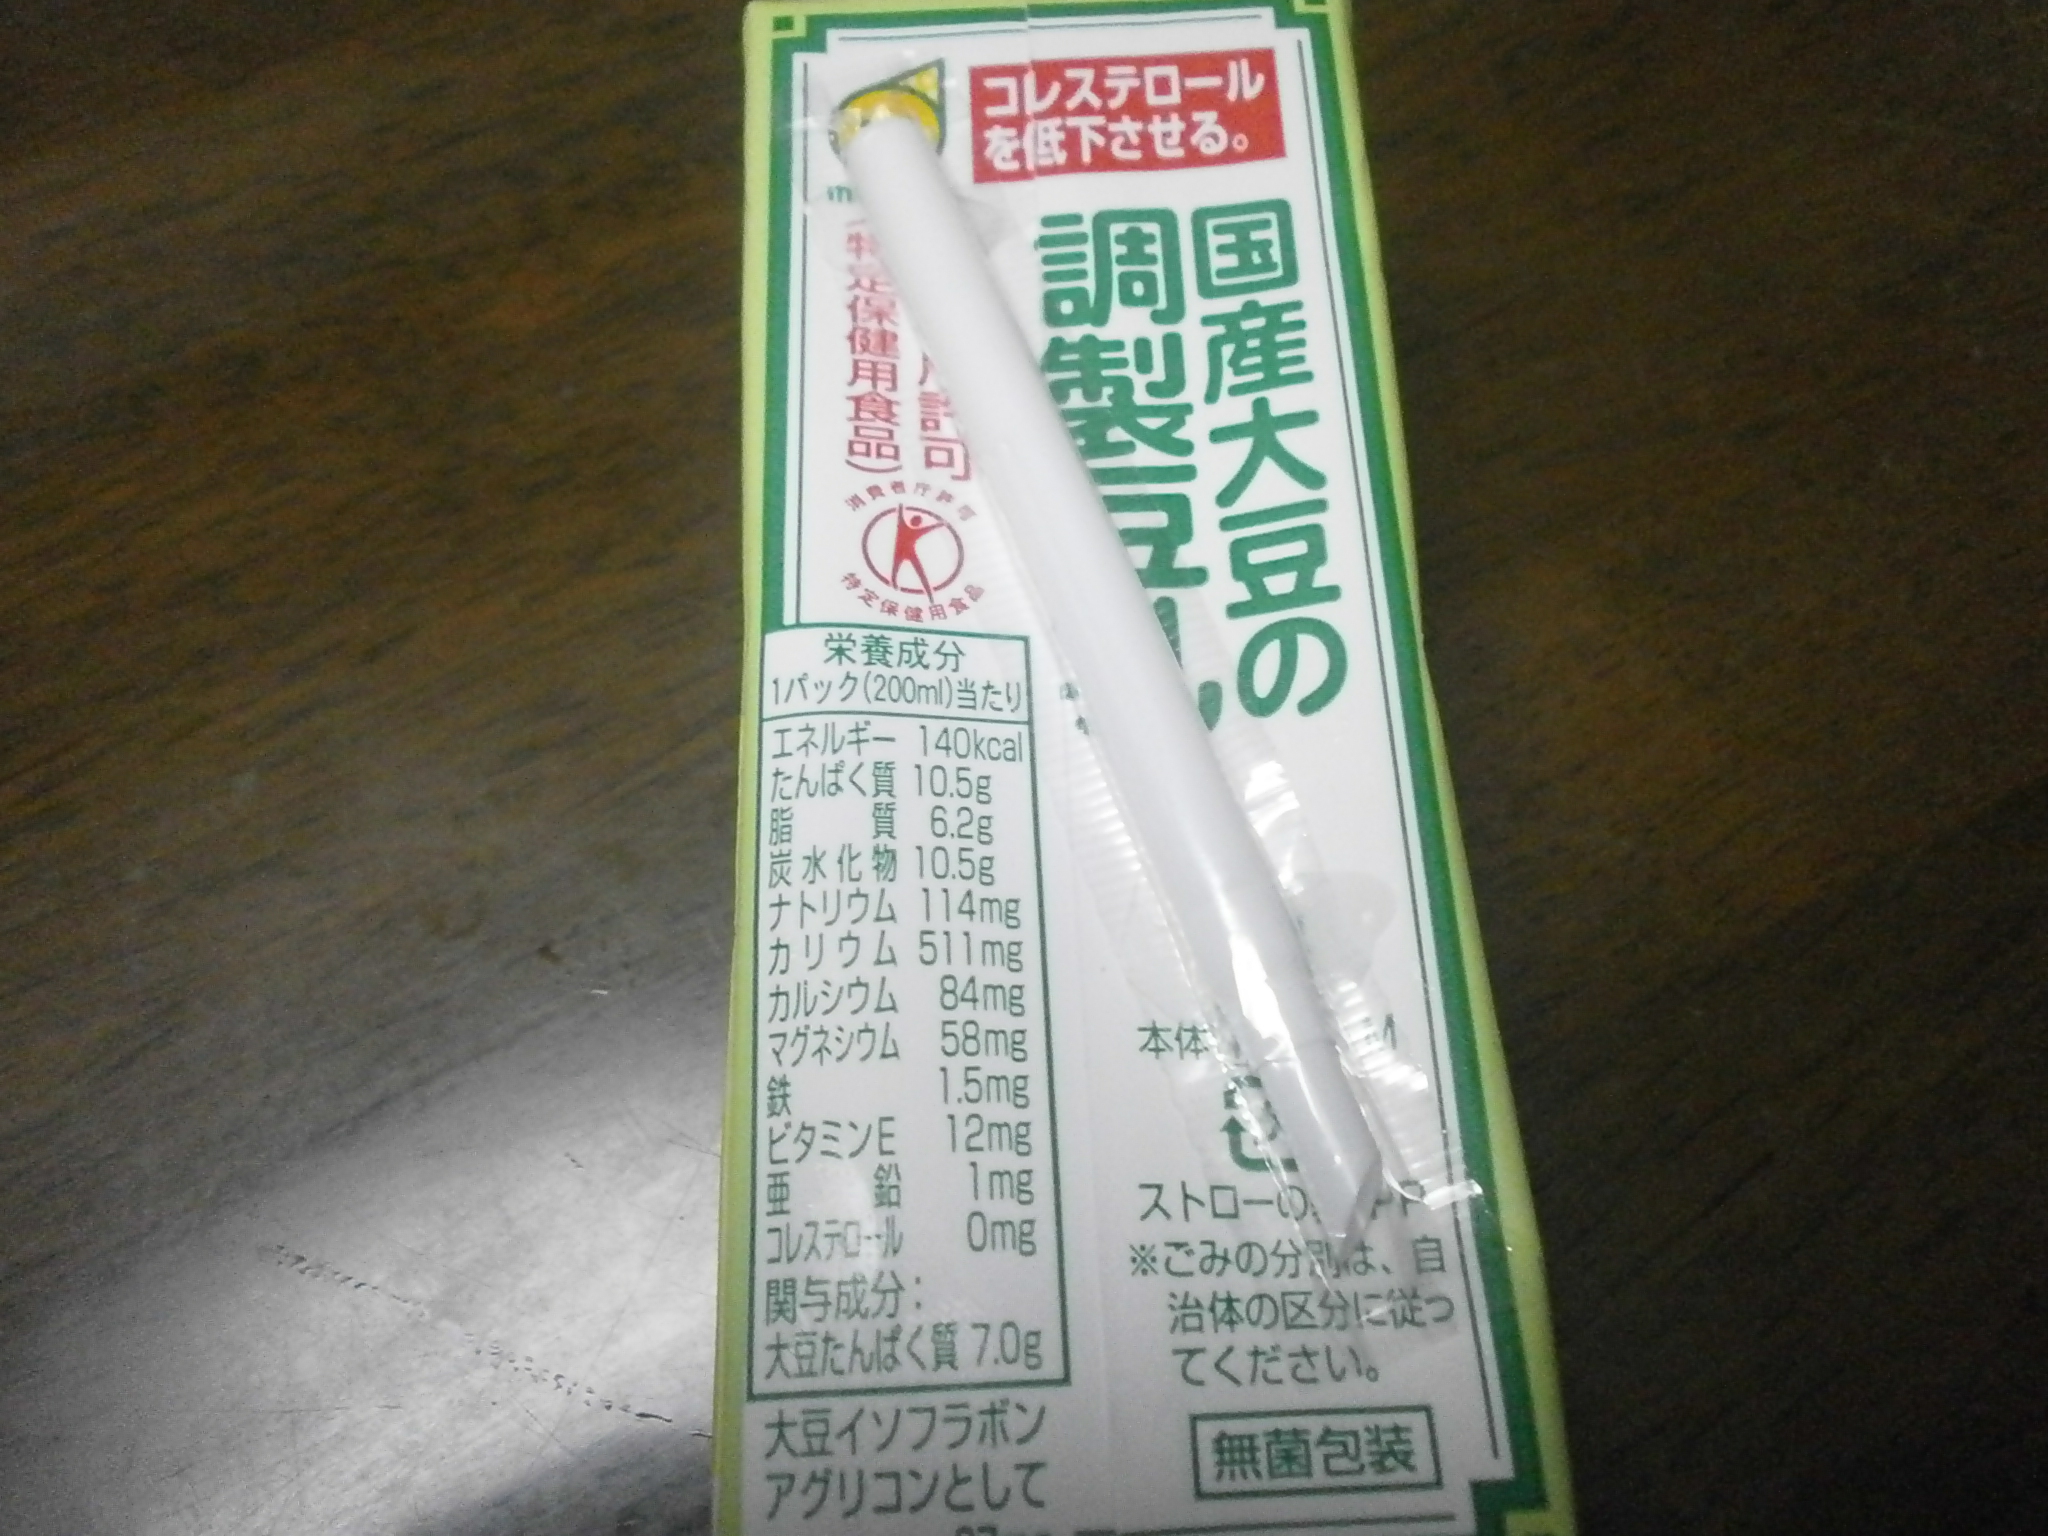 コレステロール
を低下させる。
国産大豆の
調製豆乳
許可
特定保健用食品)
消費者庁許可
特定保健用食品
栄養成分
1パック(200ml)当たり
エネルギー 140kcal
たんぱく質 10.5g
脂質 6.2g
炭水化物 10.5g
ナトリウム 114mg
カリウム 511mg
カルシウム 84mg
マグネシウム 58mg
鉄 1.5mg
ビタミンE 12mg
亜鉛 1mg
コレステロール 0mg
関与成分:
大豆たんぱく質 7.0g
大豆イソフラボン
アグリコンとして
本体
ストローの
※ごみの分別は、自
治体の区分に従っ
てください。
無菌包装